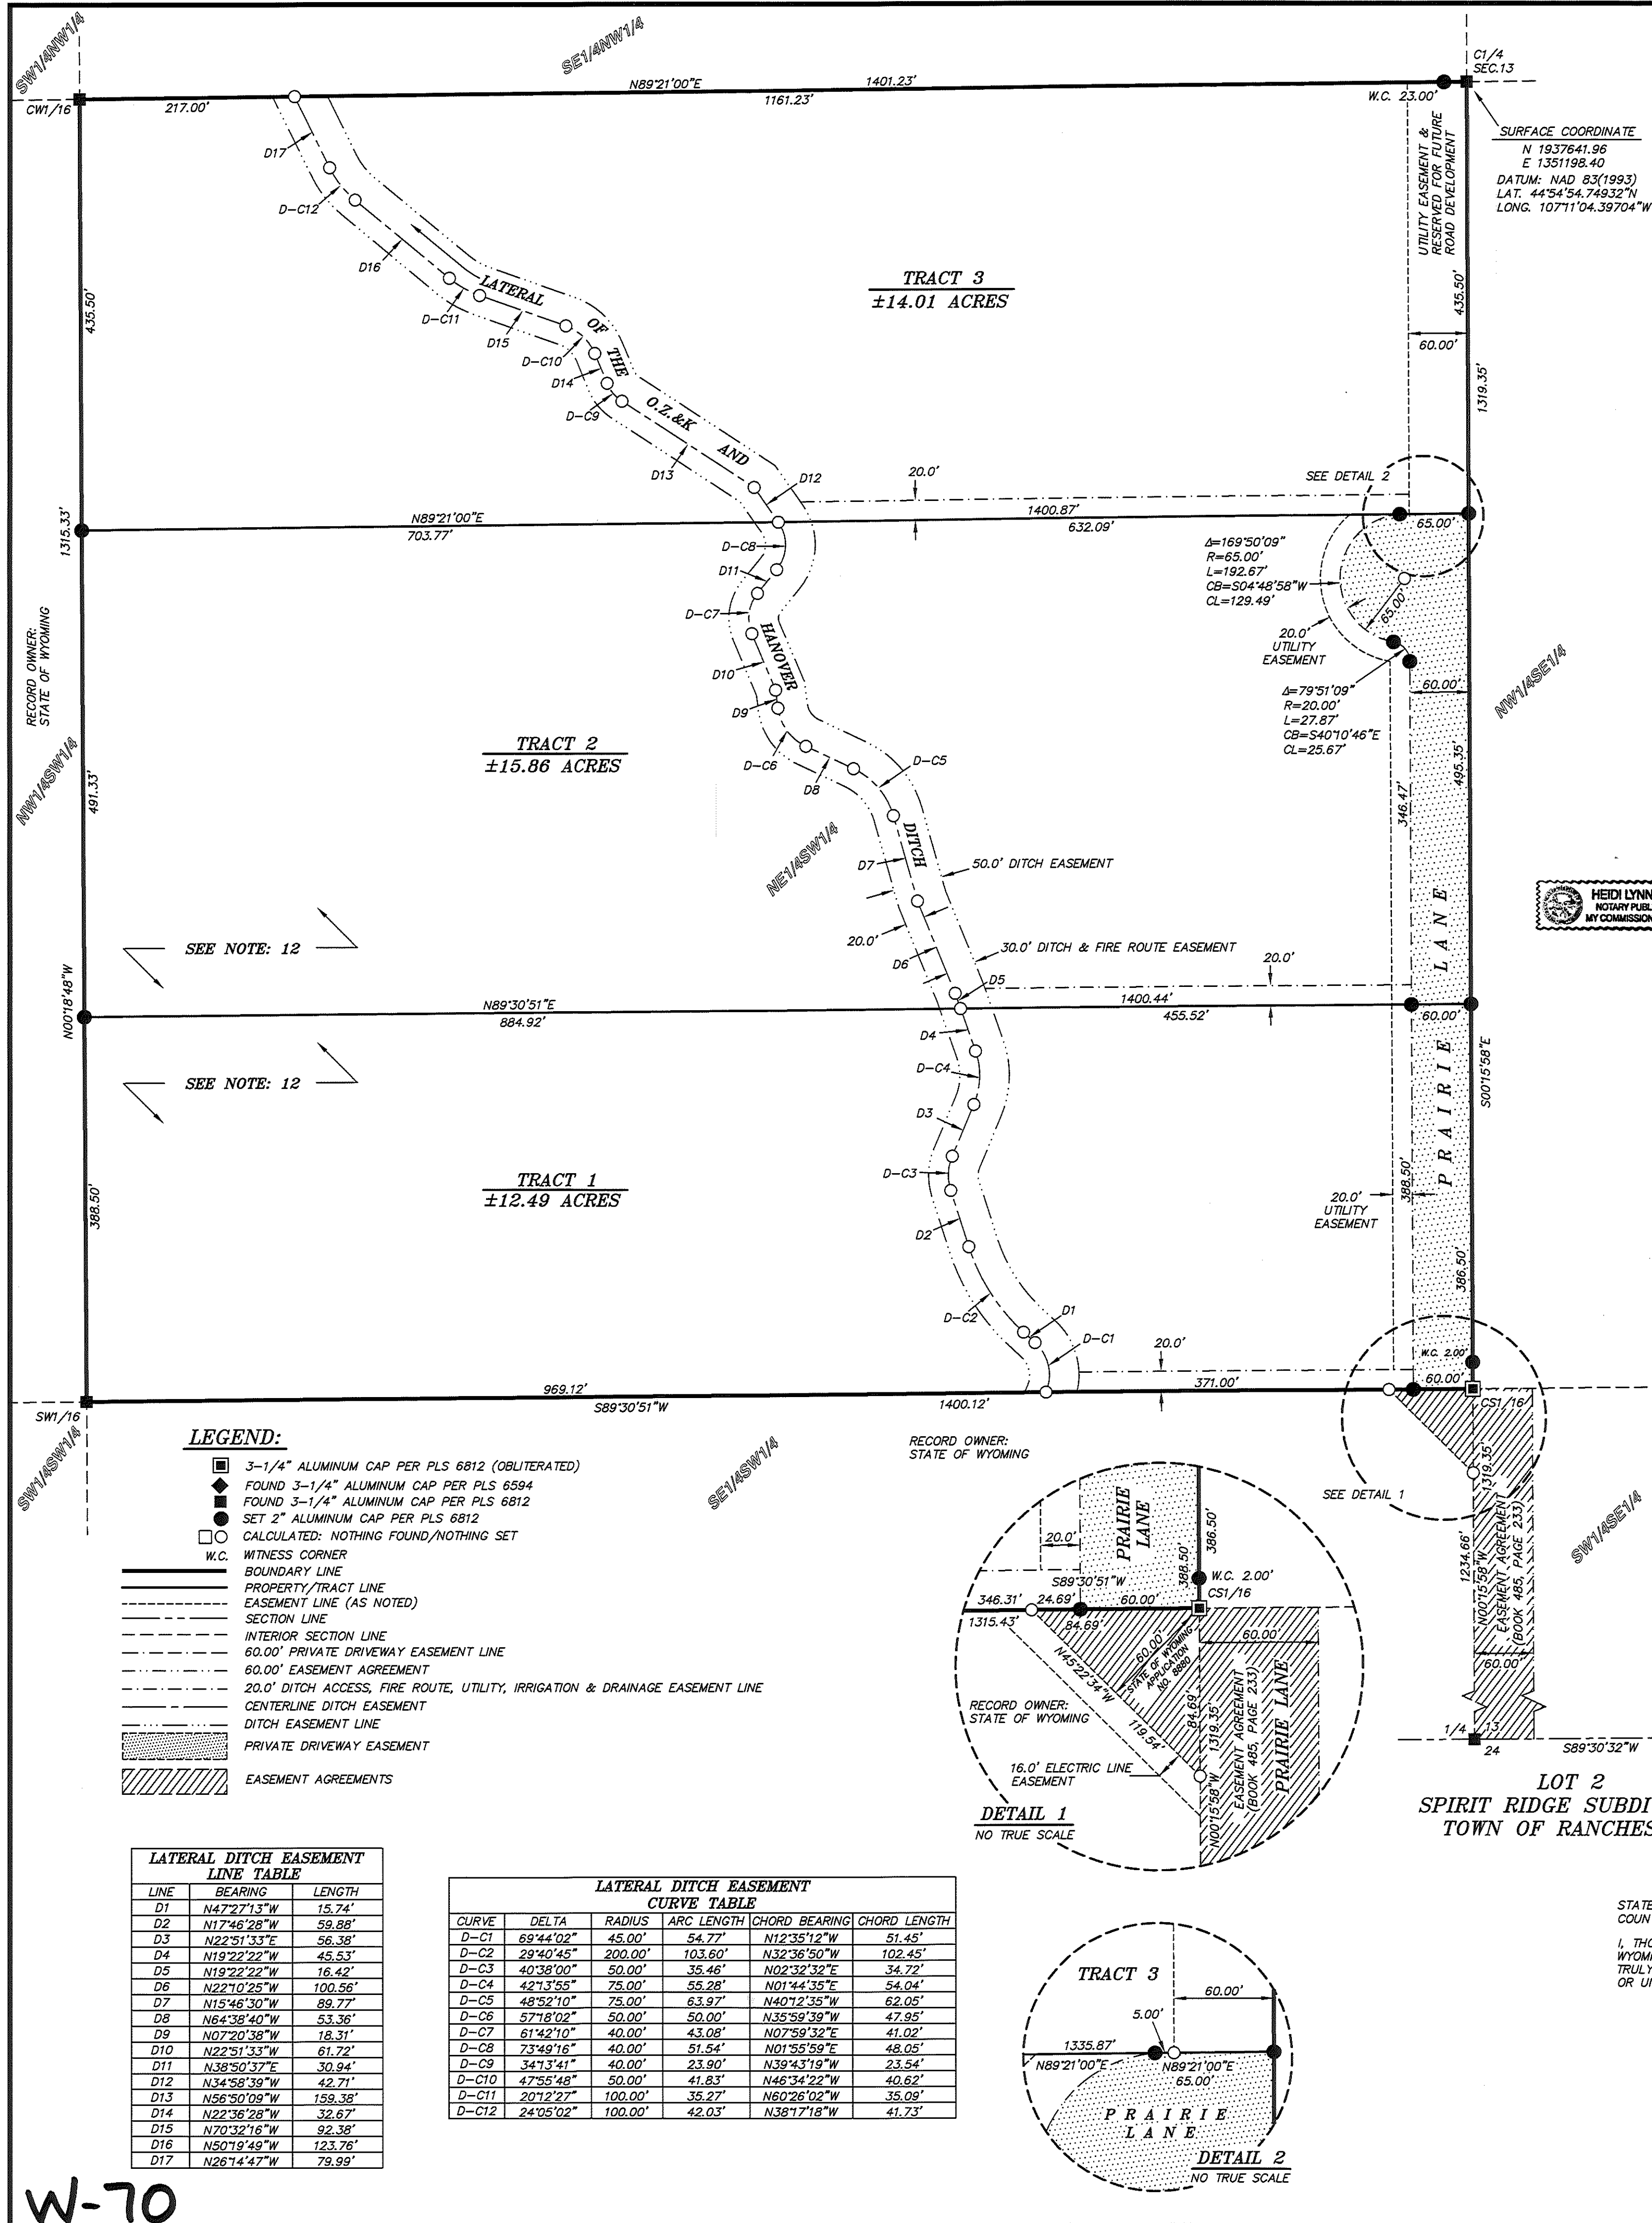 SW1/4NW1/4
SE1/4NW1/4
C1/4
SEC.13
N89°21'00"E
1401.23'
1161.23'
217.00'
CW1/16
W.C. 23.00'
SURFACE COORDINATE
N 1937641.96
E 1351198.40
DATUM: NAD 83(1993)
LAT. 44°54'54.74932"N
LONG. 107°11'04.39704"W
UTILITY EASEMENT &
RESERVED FOR FUTURE
ROAD DEVELOPMENT
D17
D-C12
D16
D-C11
D15
D-C10
D14
D-C9
D13
D12
LATERAL
OF
THE
O.Z.&K
AND
TRACT 3
±14.01 ACRES
435.50'
435.50'
60.00'
1319.35'
SEE DETAIL 2
20.0'
N89°21'00"E
703.77'
1400.87'
632.09'
65.00'
1315.33'
D-C8
D11
D-C7
D10
D9
D-C6
D8
D-C5
HANOVER
DITCH
Δ=169°50'09"
R=65.00'
L=192.67'
CB=S04°48'58"W
CL=129.49'
65.00'
20.0'
UTILITY
EASEMENT
Δ=79°51'09"
R=20.00'
L=27.87'
CB=S40°10'46"E
CL=25.67'
60.00'
RECORD OWNER:
STATE OF WYOMING
NW1/4SW1/4
NW1/4SE1/4
TRACT 2
±15.86 ACRES
491.33'
495.35'
346.47'
NE1/4SW1/4
D7
50.0' DITCH EASEMENT
HEIDI LYNN
NOTARY PUBL
MY COMMISSION
20.0'
D6
30.0' DITCH & FIRE ROUTE EASEMENT
D5
20.0'
SEE NOTE: 12
N00°18'48"W
N89°30'51"E
884.92'
1400.44'
455.52'
60.00'
PRAIRIE LANE
S00°15'58"E
SEE NOTE: 12
D4
D-C4
D3
D-C3
D2
D-C2
D1
D-C1
TRACT 1
±12.49 ACRES
388.50'
388.50'
20.0'
UTILITY
EASEMENT
386.50'
W.C. 2.00'
20.0'
969.12'
S89°30'51"W
1400.12'
371.00'
60.00'
CS1/16
SW1/16
SW1/4SW1/4
SE1/4SW1/4
RECORD OWNER:
STATE OF WYOMING
SEE DETAIL 1
1319.35'
1234.66'
N00°15'58"W
EASEMENT AGREEMENT
(BOOK 485, PAGE 233)
60.00'
SW1/4SE1/4
1/4
13
24
S89°30'32"W
LOT 2
SPIRIT RIDGE SUBDI
TOWN OF RANCHES
LEGEND:
3-1/4" ALUMINUM CAP PER PLS 6812 (OBLITERATED)
FOUND 3-1/4" ALUMINUM CAP PER PLS 6594
FOUND 3-1/4" ALUMINUM CAP PER PLS 6812
SET 2" ALUMINUM CAP PER PLS 6812
CALCULATED: NOTHING FOUND/NOTHING SET
W.C. WITNESS CORNER
BOUNDARY LINE
PROPERTY/TRACT LINE
EASEMENT LINE (AS NOTED)
SECTION LINE
INTERIOR SECTION LINE
60.00' PRIVATE DRIVEWAY EASEMENT LINE
60.00' EASEMENT AGREEMENT
20.0' DITCH ACCESS, FIRE ROUTE, UTILITY, IRRIGATION & DRAINAGE EASEMENT LINE
CENTERLINE DITCH EASEMENT
DITCH EASEMENT LINE
PRIVATE DRIVEWAY EASEMENT
EASEMENT AGREEMENTS
20.0'
PRAIRIE
LANE
388.50'
386.50'
W.C. 2.00'
CS1/16
S89°30'51"W
346.31'
24.69'
60.00'
1315.43'
84.69'
60.00'
STATE OF WYOMING
APPLICATION
NO. 8880
N45°22'34"W
119.54'
60.00'
RECORD OWNER:
STATE OF WYOMING
84.69'
1319.35'
N00°15'58"W
EASEMENT AGREEMENT
(BOOK 485, PAGE 233)
PRAIRIE LANE
16.0' ELECTRIC LINE
EASEMENT
DETAIL 1
NO TRUE SCALE
LATERAL DITCH EASEMENT
LINE TABLE
LINE BEARING LENGTH
D1 N47°27'13"W 15.74'
D2 N17°46'28"W 59.88'
D3 N22°51'33"E 56.38'
D4 N19°22'22"W 45.53'
D5 N19°22'22"W 16.42'
D6 N22°10'25"W 100.56'
D7 N15°46'30"W 89.77'
D8 N64°38'40"W 53.36'
D9 N07°20'38"W 18.31'
D10 N22°51'33"W 61.72'
D11 N38°50'37"E 30.94'
D12 N34°58'39"W 42.71'
D13 N56°50'09"W 159.38'
D14 N22°36'28"W 32.67'
D15 N70°32'16"W 92.38'
D16 N50°19'49"W 123.76'
D17 N26°14'47"W 79.99'
LATERAL DITCH EASEMENT
CURVE TABLE
CURVE DELTA RADIUS ARC LENGTH CHORD BEARING CHORD LENGTH
D-C1 69°44'02" 45.00' 54.77' N12°35'12"W 51.45'
D-C2 29°40'45" 200.00' 103.60' N32°36'50"W 102.45'
D-C3 40°38'00" 50.00' 35.46' N02°32'32"E 34.72'
D-C4 42°13'55" 75.00' 55.28' N01°44'35"E 54.04'
D-C5 48°52'10" 75.00' 63.97' N40°12'35"W 62.05'
D-C6 57°18'02" 50.00' 50.00' N35°59'39"W 47.95'
D-C7 61°42'10" 40.00' 43.08' N07°59'32"E 41.02'
D-C8 73°49'16" 40.00' 51.54' N01°55'59"E 48.05'
D-C9 34°13'41" 40.00' 23.90' N39°43'19"W 23.54'
D-C10 47°55'48" 50.00' 41.83' N46°34'22"W 40.62'
D-C11 20°12'27" 100.00' 35.27' N60°26'02"W 35.09'
D-C12 24°05'02" 100.00' 42.03' N38°17'18"W 41.73'
TRACT 3
60.00'
5.00'
1335.87'
N89°21'00"E
N89°21'00"E
65.00'
PRAIRIE
LANE
DETAIL 2
NO TRUE SCALE
STATE
COUN
I, THO
WYOMI
TRULY
OR UI
W-70